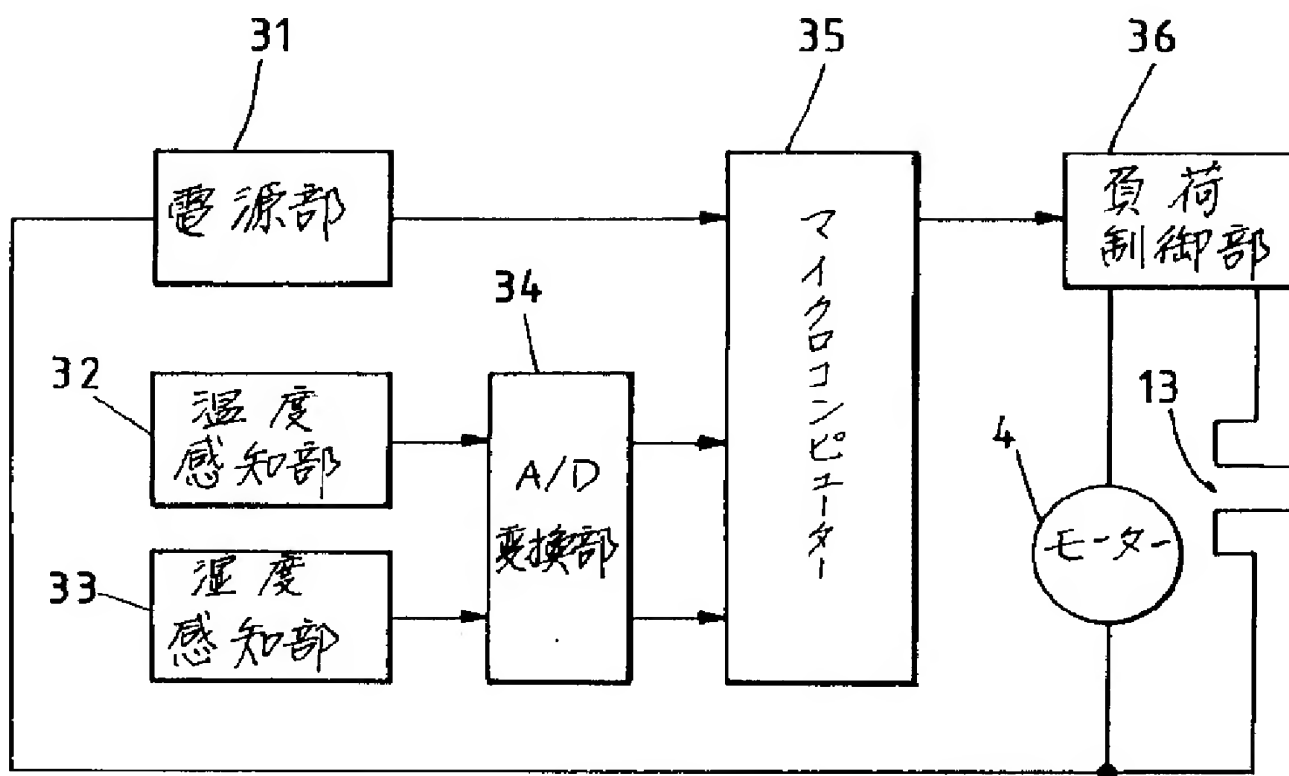 31
35
36
電源部
マイクロコンピューター
負荷
制御部
34
32
温度
感知部
A/D
変換部
13
4
モーター
33
湿度
感知部